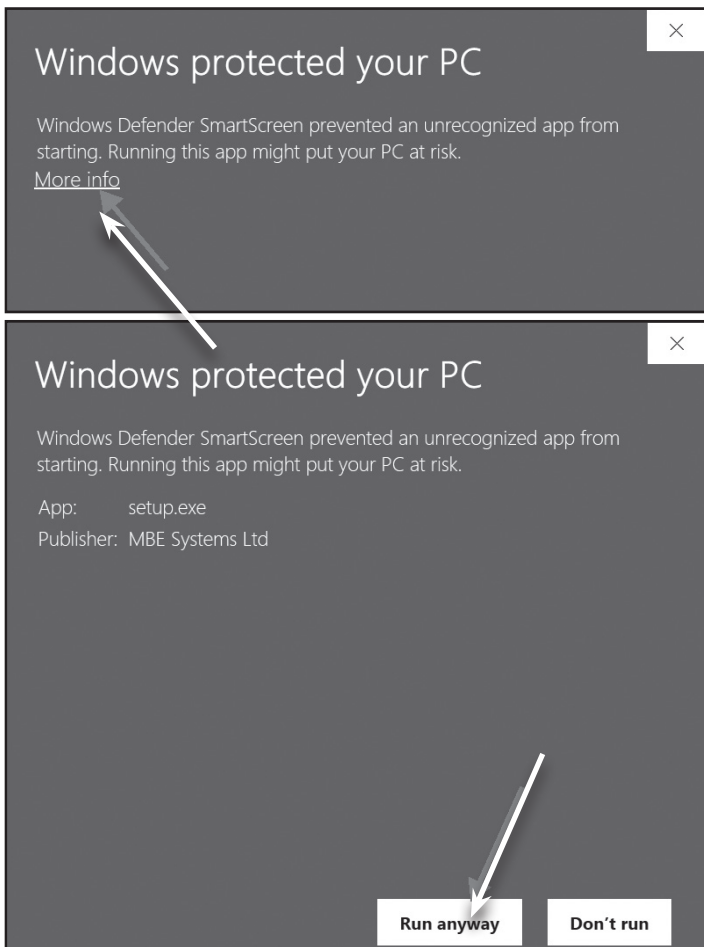 Windows protected your PC
Windows Defender SmartScreen prevented an unrecognized app from
starting. Running this app might put your PC at risk.
More info
Windows protected your PC
Windows Defender SmartScreen prevented an unrecognized app from
starting. Running this app might put your PC at risk.
App: setup.exe
Publisher: MBE Systems Ltd
Run anyway Don't run